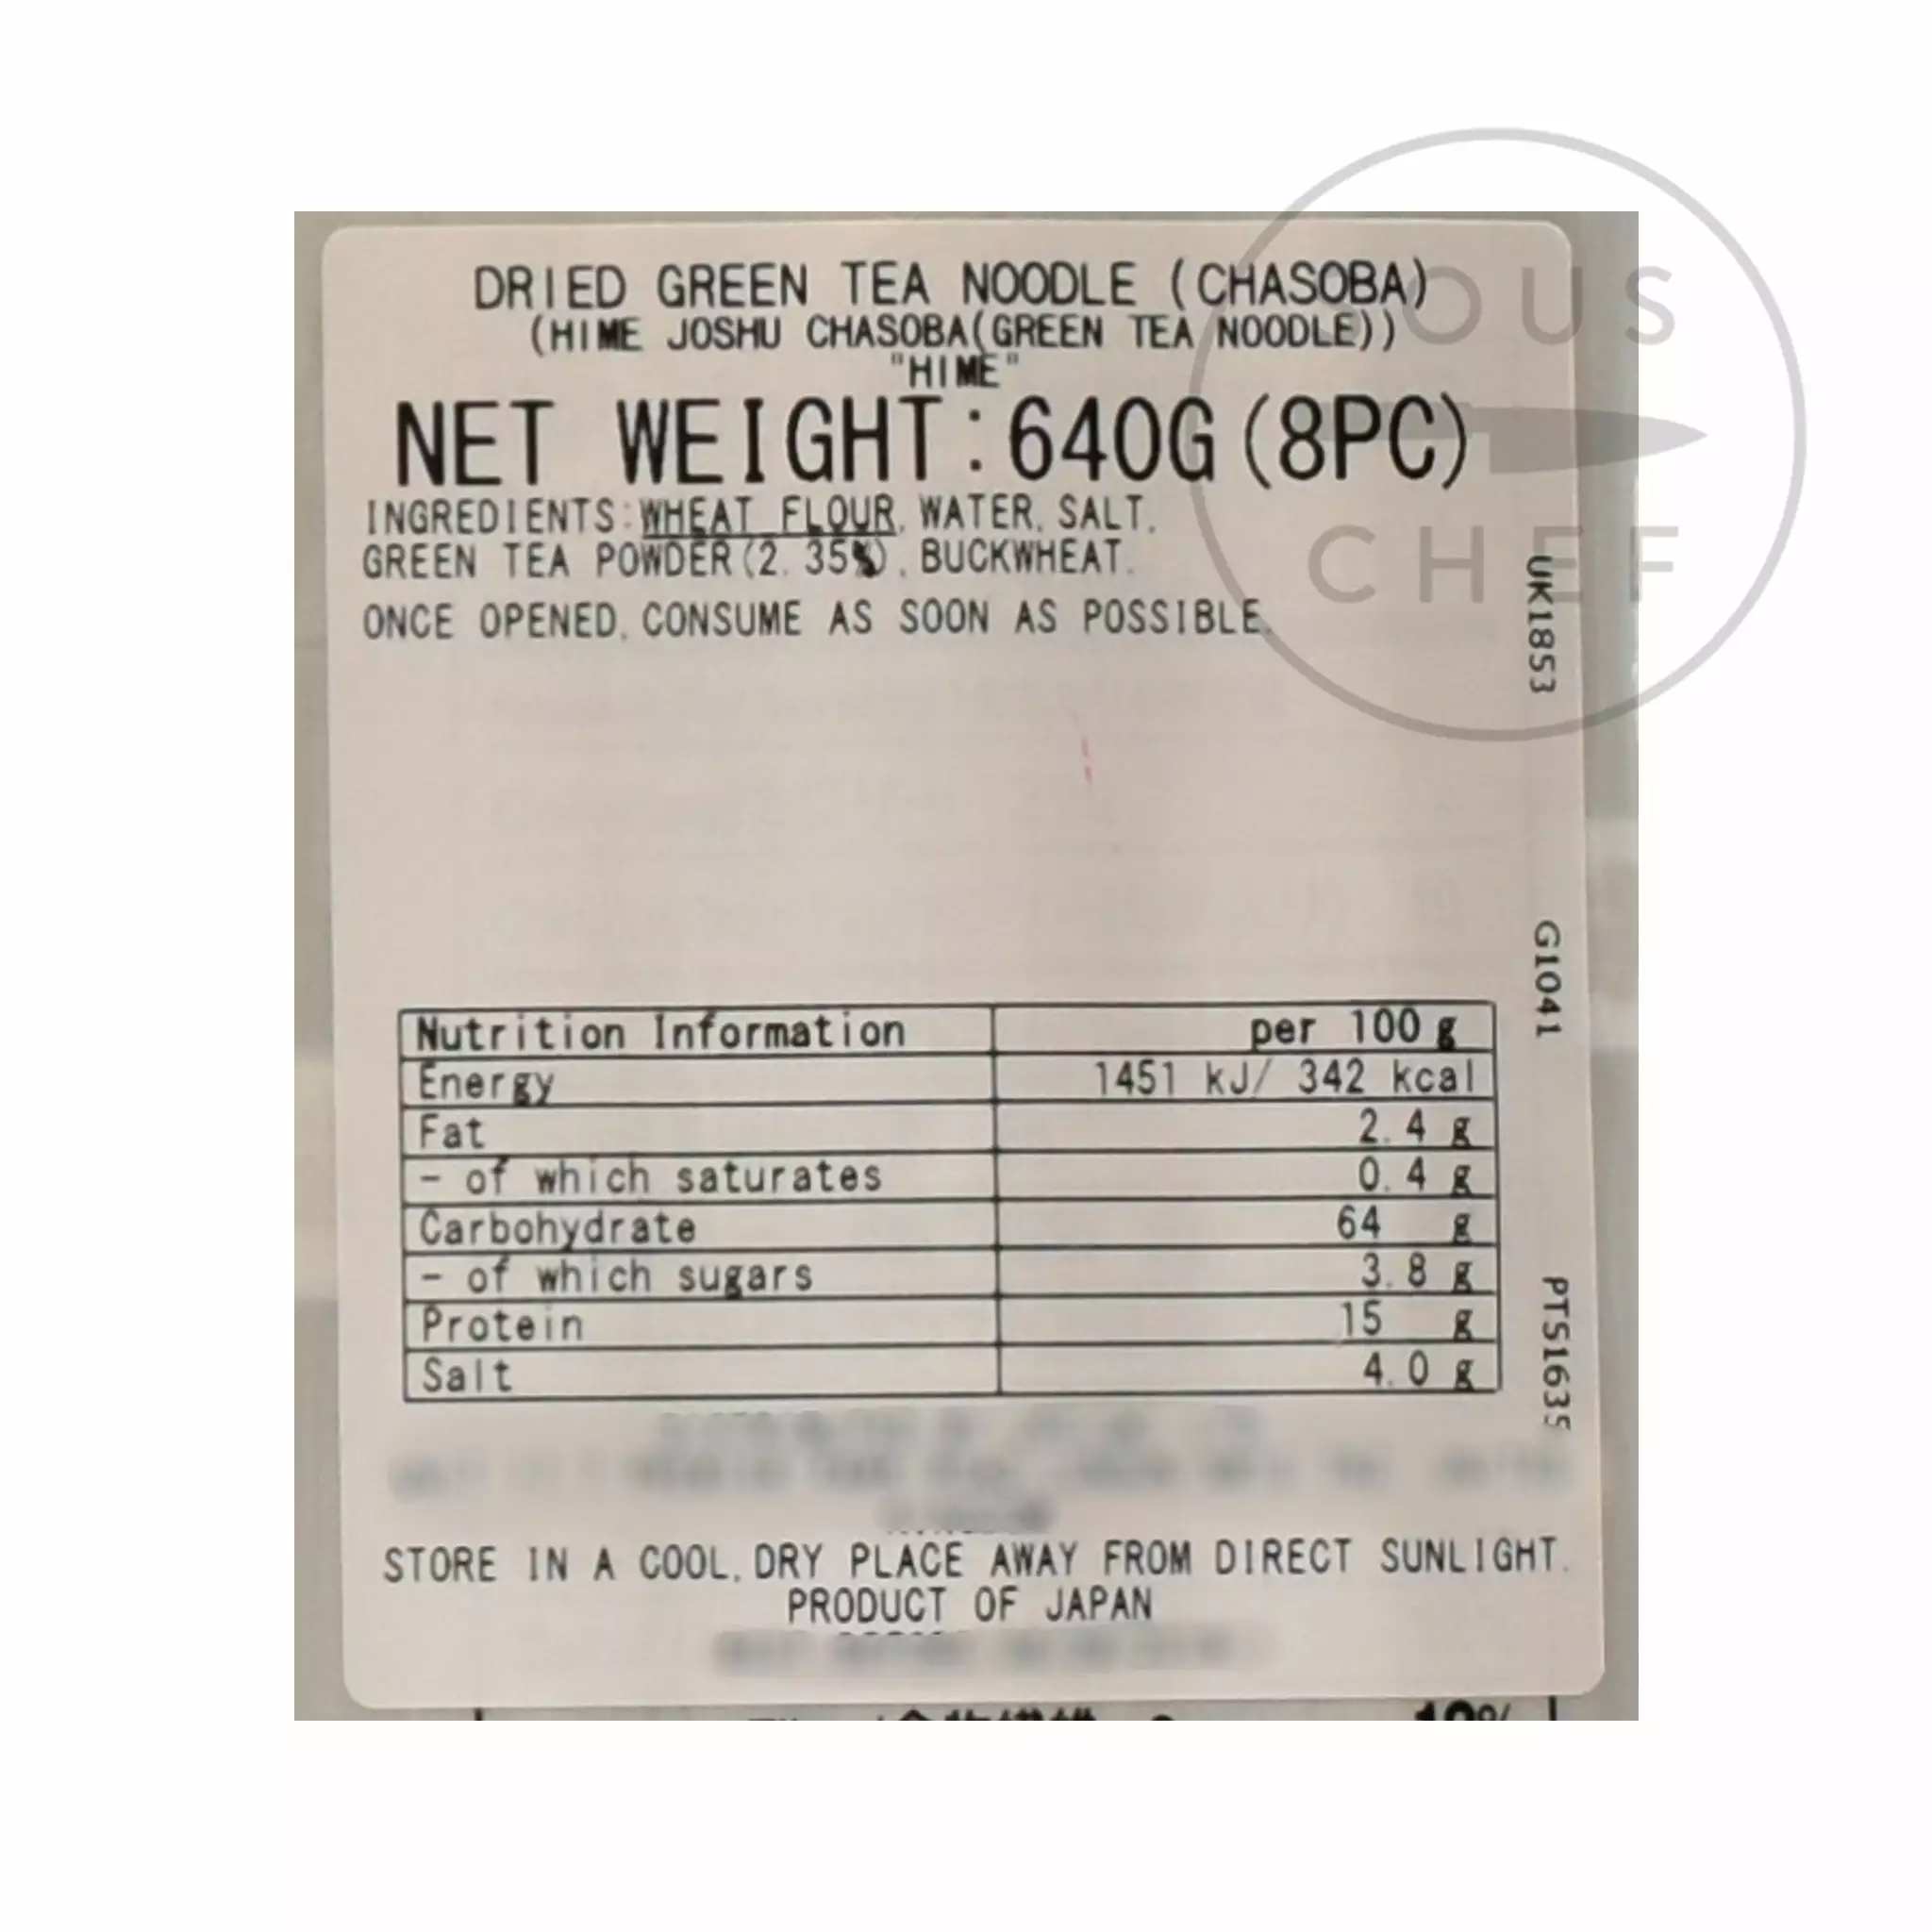 DRIED GREEN TEA NOODLE (CHASOBA)
(HIME JOSHU CHASOBA(GREEN TEA NOODLE))
"HIME"
NET WEIGHT:640G(8PC)
INGREDIENTS:WHEAT FLOUR, WATER, SALT,
GREEN TEA POWDER(2.35%), BUCKWHEAT.
ONCE OPENED, CONSUME AS SOON AS POSSIBLE.
OUS
CHEF
UK1853
G1041
PTS1635
Nutrition Information per 100 g
Energy 1451 kJ/ 342 kcal
Fat 2.4 g
- of which saturates 0.4 g
Carbohydrate 64 g
- of which sugars 3.8 g
Protein 15 g
Salt 4.0 g
STORE IN A COOL, DRY PLACE AWAY FROM DIRECT SUNLIGHT.
PRODUCT OF JAPAN